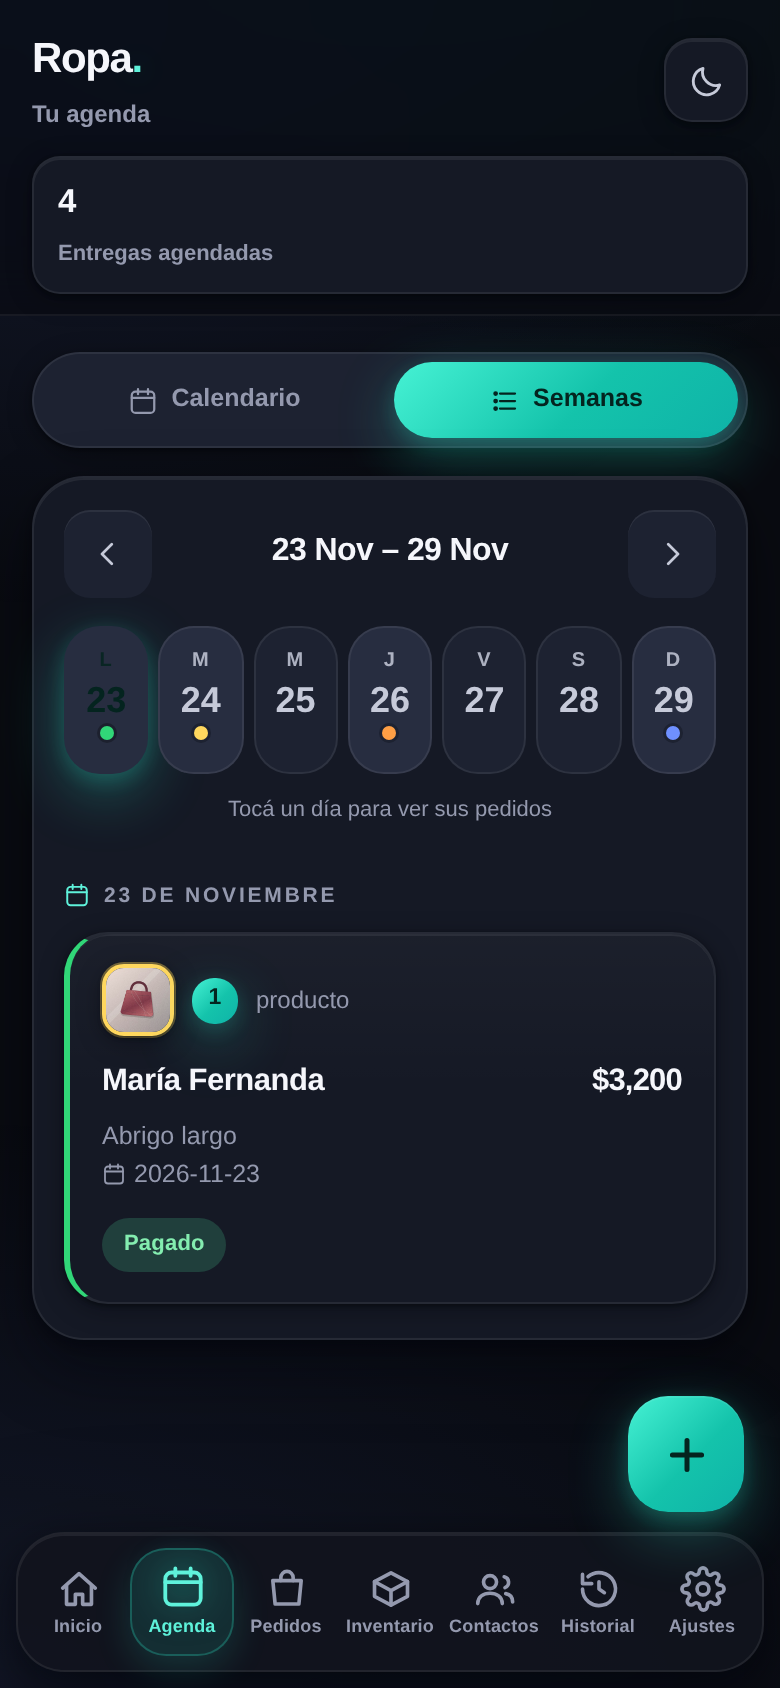 Ropa.
Tu agenda
4
Entregas agendadas
Calendario
Semanas
23 Nov – 29 Nov
L M M J V S D
23 24 25 26 27 28 29
Tocá un día para ver sus pedidos
23 DE NOVIEMBRE
1 producto
María Fernanda $3,200
Abrigo largo
2026-11-23
Pagado
Inicio Agenda Pedidos Inventario Contactos Historial Ajustes